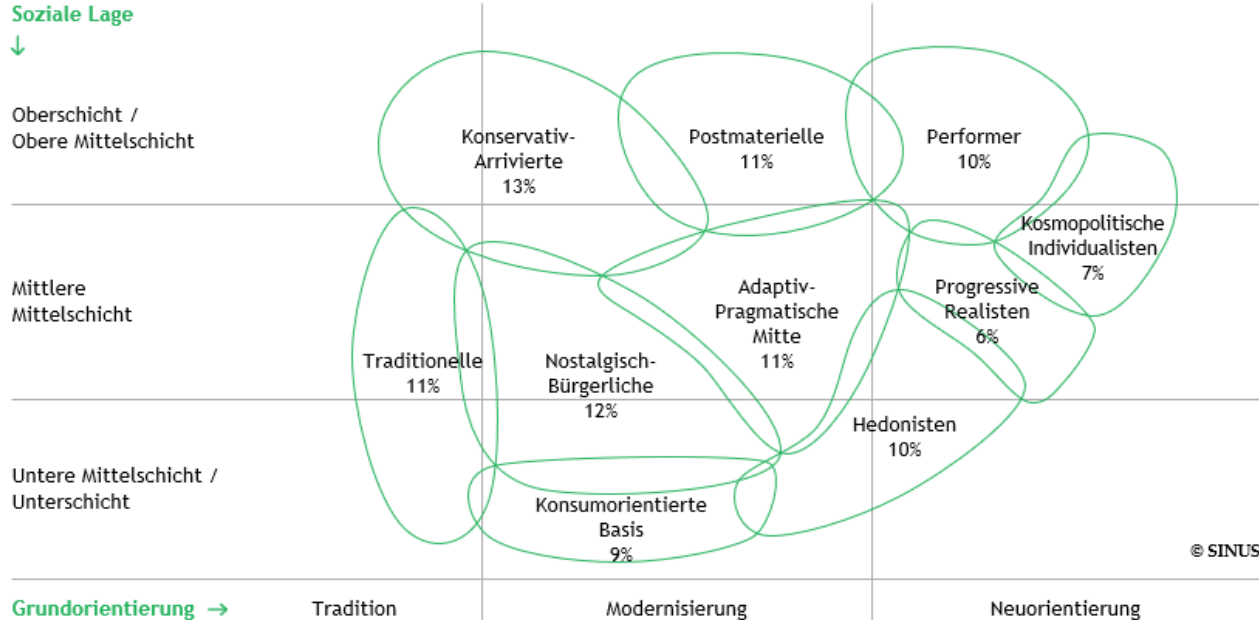 Soziale Lage
↓
Oberschicht /
Obere Mittelschicht
Konservativ-
Arrivierte
13%
Postmaterielle
11%
Performer
10%
Kosmopolitische
Individualisten
7%
Mittlere
Mittelschicht
Adaptiv-
Pragmatische
Mitte
11%
Progressive
Realisten
6%
Traditionelle
11%
Nostalgisch-
Bürgerliche
12%
Hedonisten
10%
Untere Mittelschicht /
Unterschicht
Konsumorientierte
Basis
9%
© SINUS
Grundorientierung → Tradition Modernisierung Neuorientierung